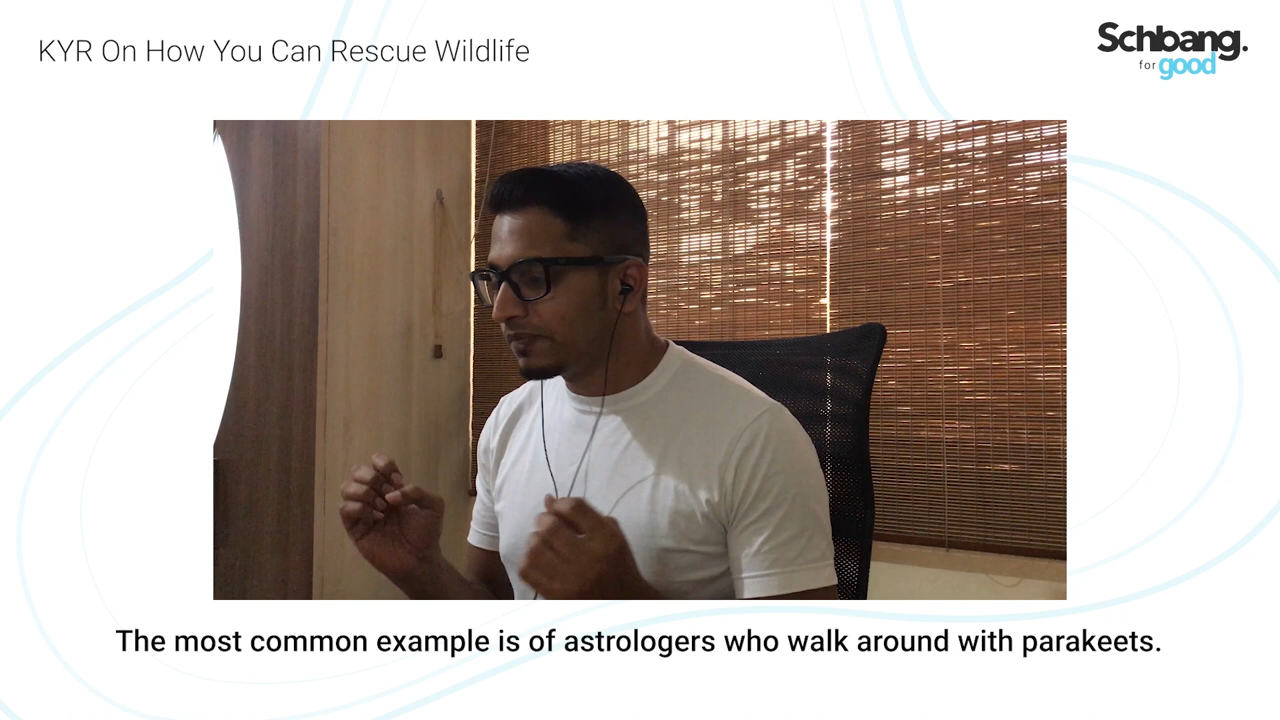 KYR On How You Can Rescue Wildlife
Schbang.
for good
The most common example is of astrologers who walk around with parakeets.